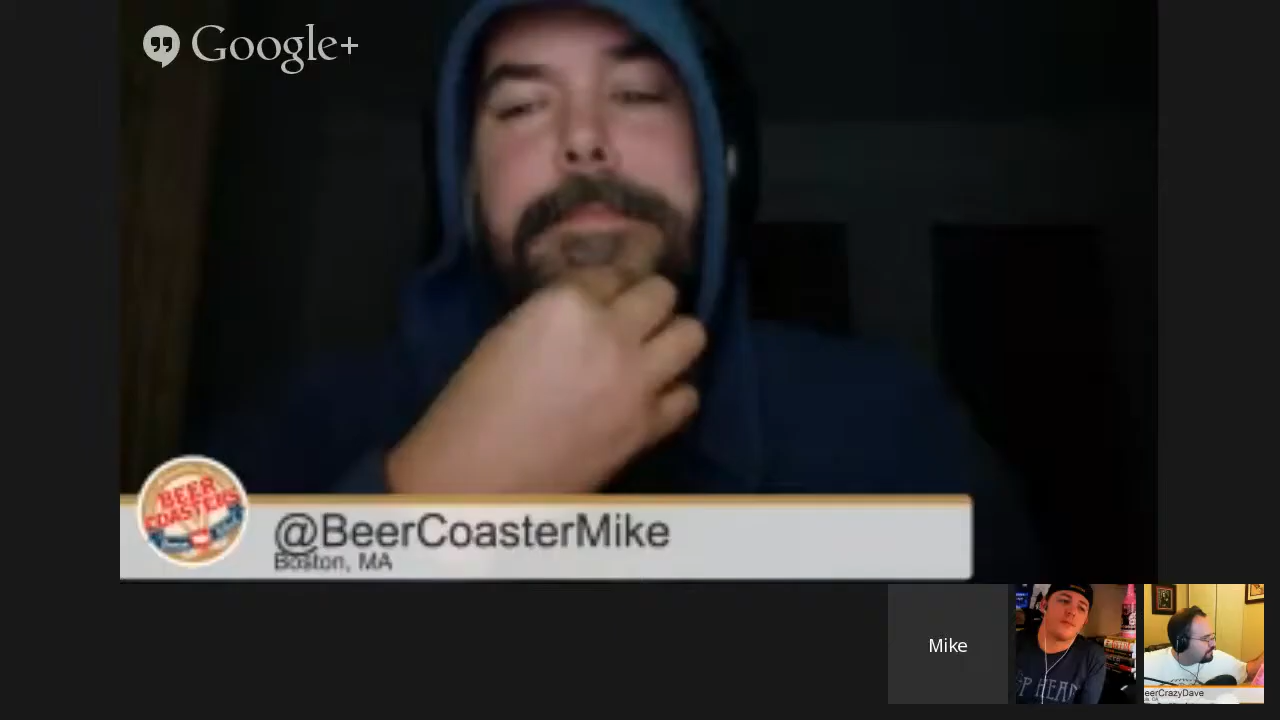 Google+
BEER
COASTERS
@BeerCoasterMike
Boston, MA
Mike
eerCrazyDave